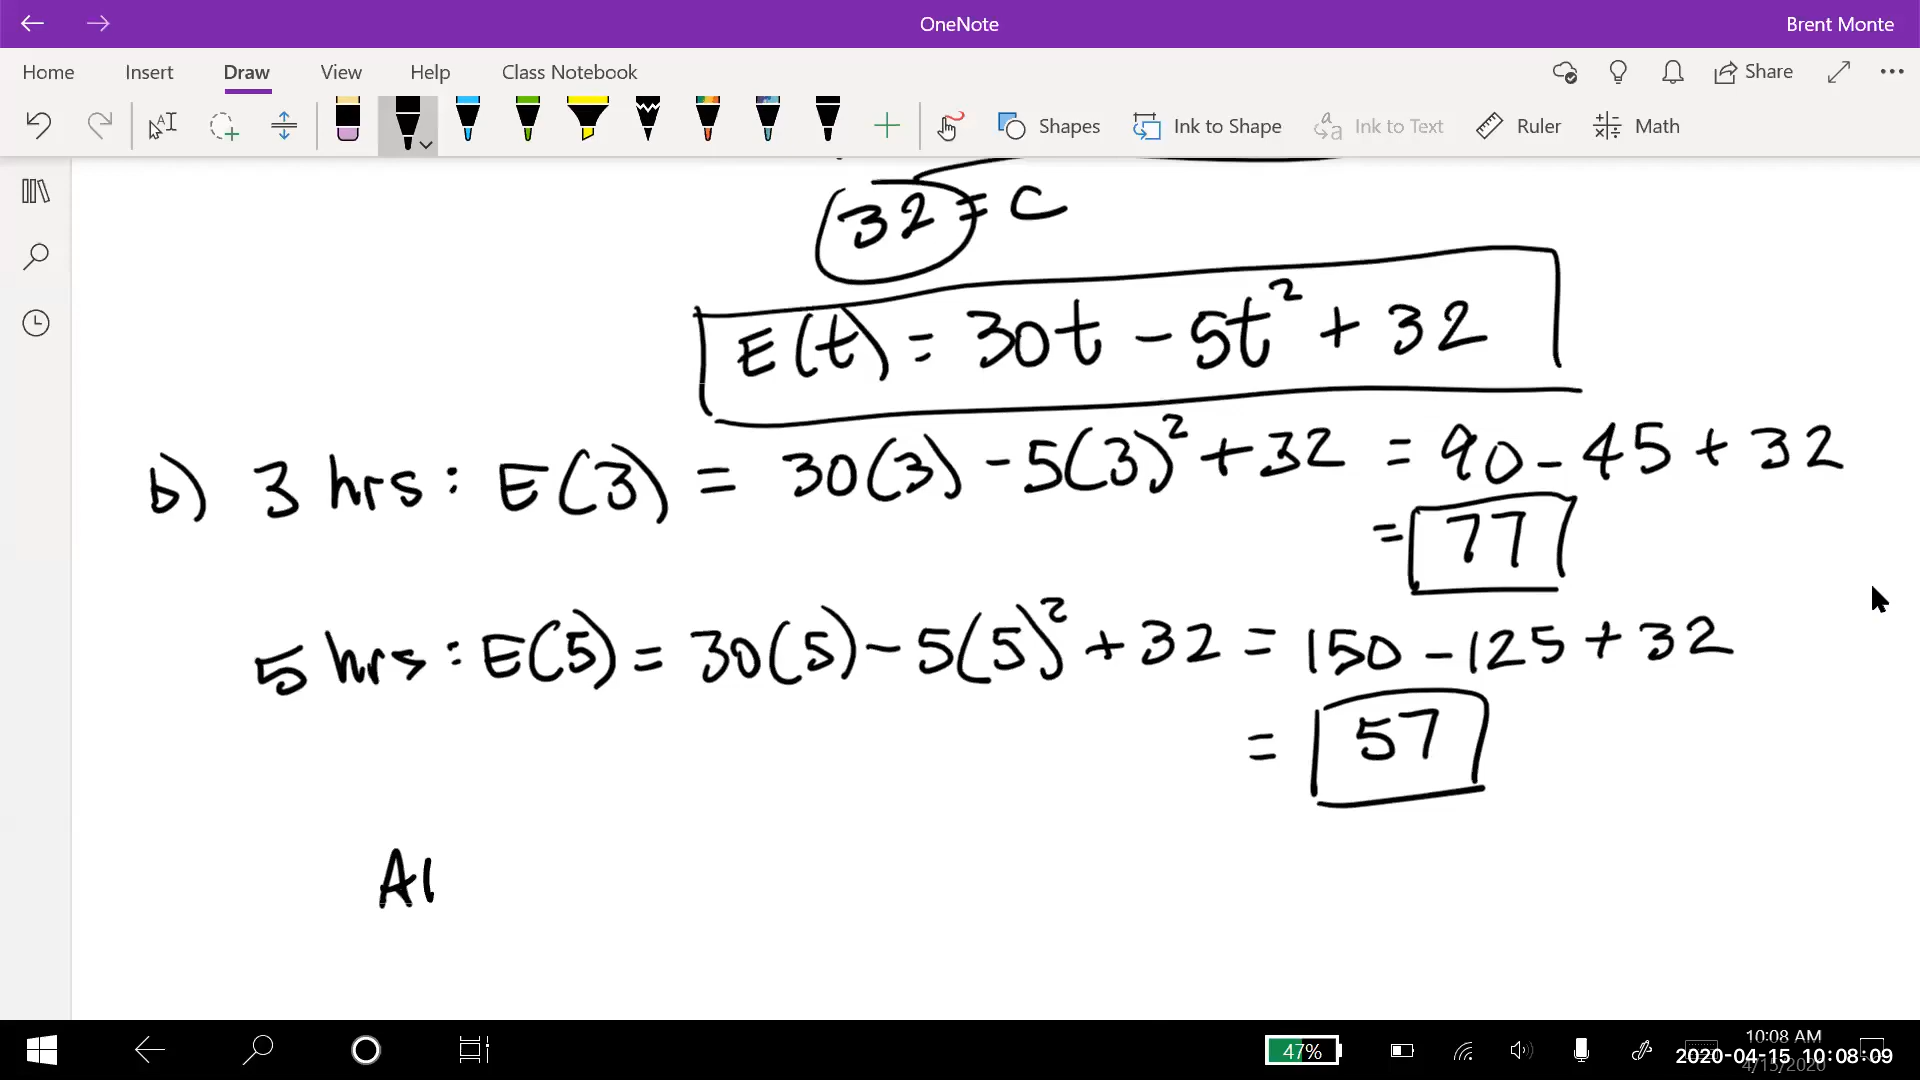 OneNote
Brent Monte
Home Insert Draw View Help Class Notebook
Share
Shapes Ink to Shape Ink to Text Ruler Math
32 = C
E(t) = 30t - 5t² + 32
b) 3 hrs: E(3) = 30(3) - 5(3)² + 32 = 90 - 45 + 32
= 77
5 hrs: E(5) = 30(5) - 5(5)² + 32 = 150 - 125 + 32
= 57
Al
47%
10:08 AM
2020-04-15 10:08:09
4/15/2020